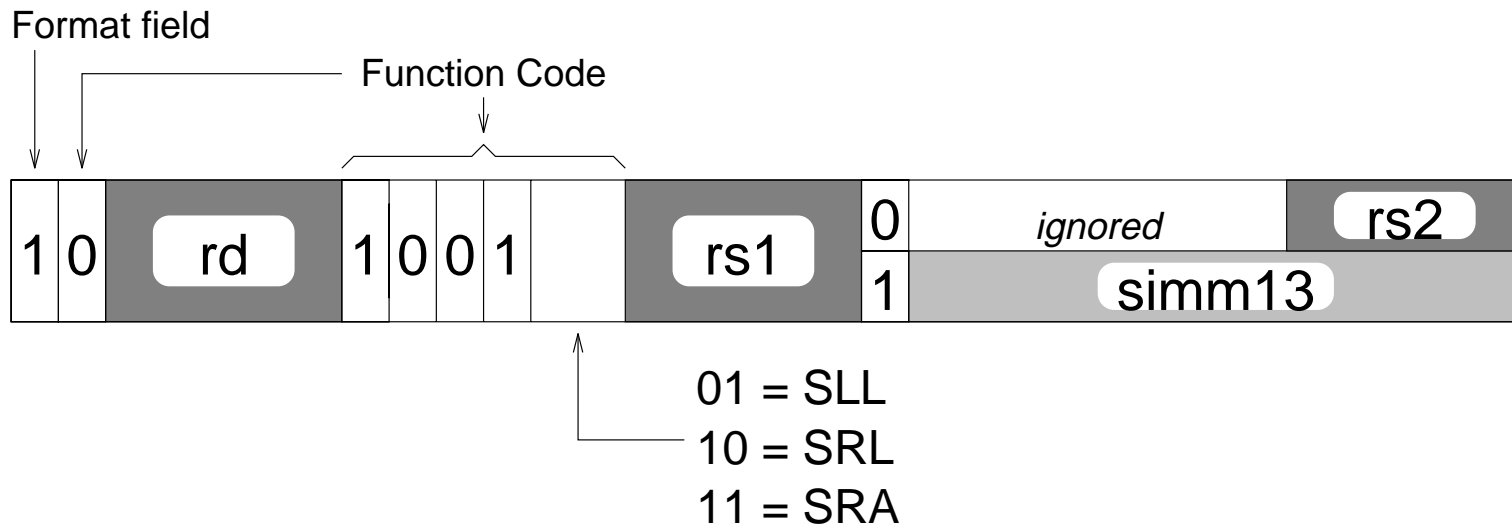 Format field
Function Code
1 0 rd 1 0 0 1 rs1 0 ignored rs2
1 simm13
01 = SLL
10 = SRL
11 = SRA